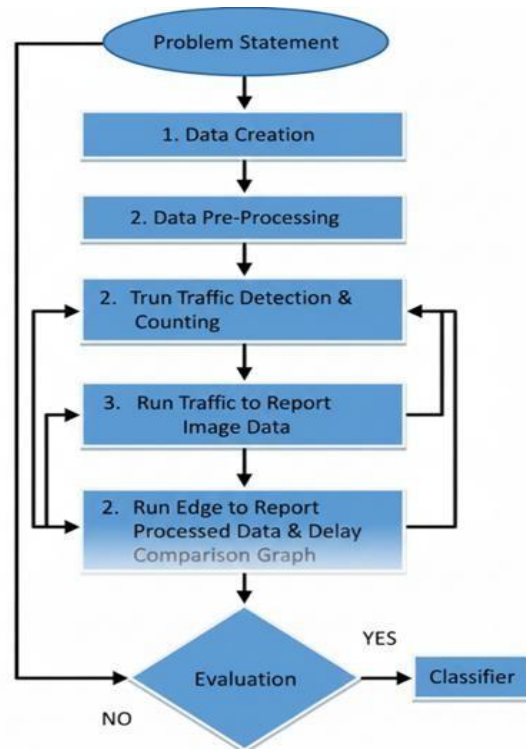 Problem Statement
1. Data Creation
2. Data Pre-Processing
2. Trun Traffic Detection &
Counting
3. Run Traffic to Report
Image Data
2. Run Edge to Report
Processed Data & Delay
Comparison Graph
YES
Evaluation
Classifier
NO